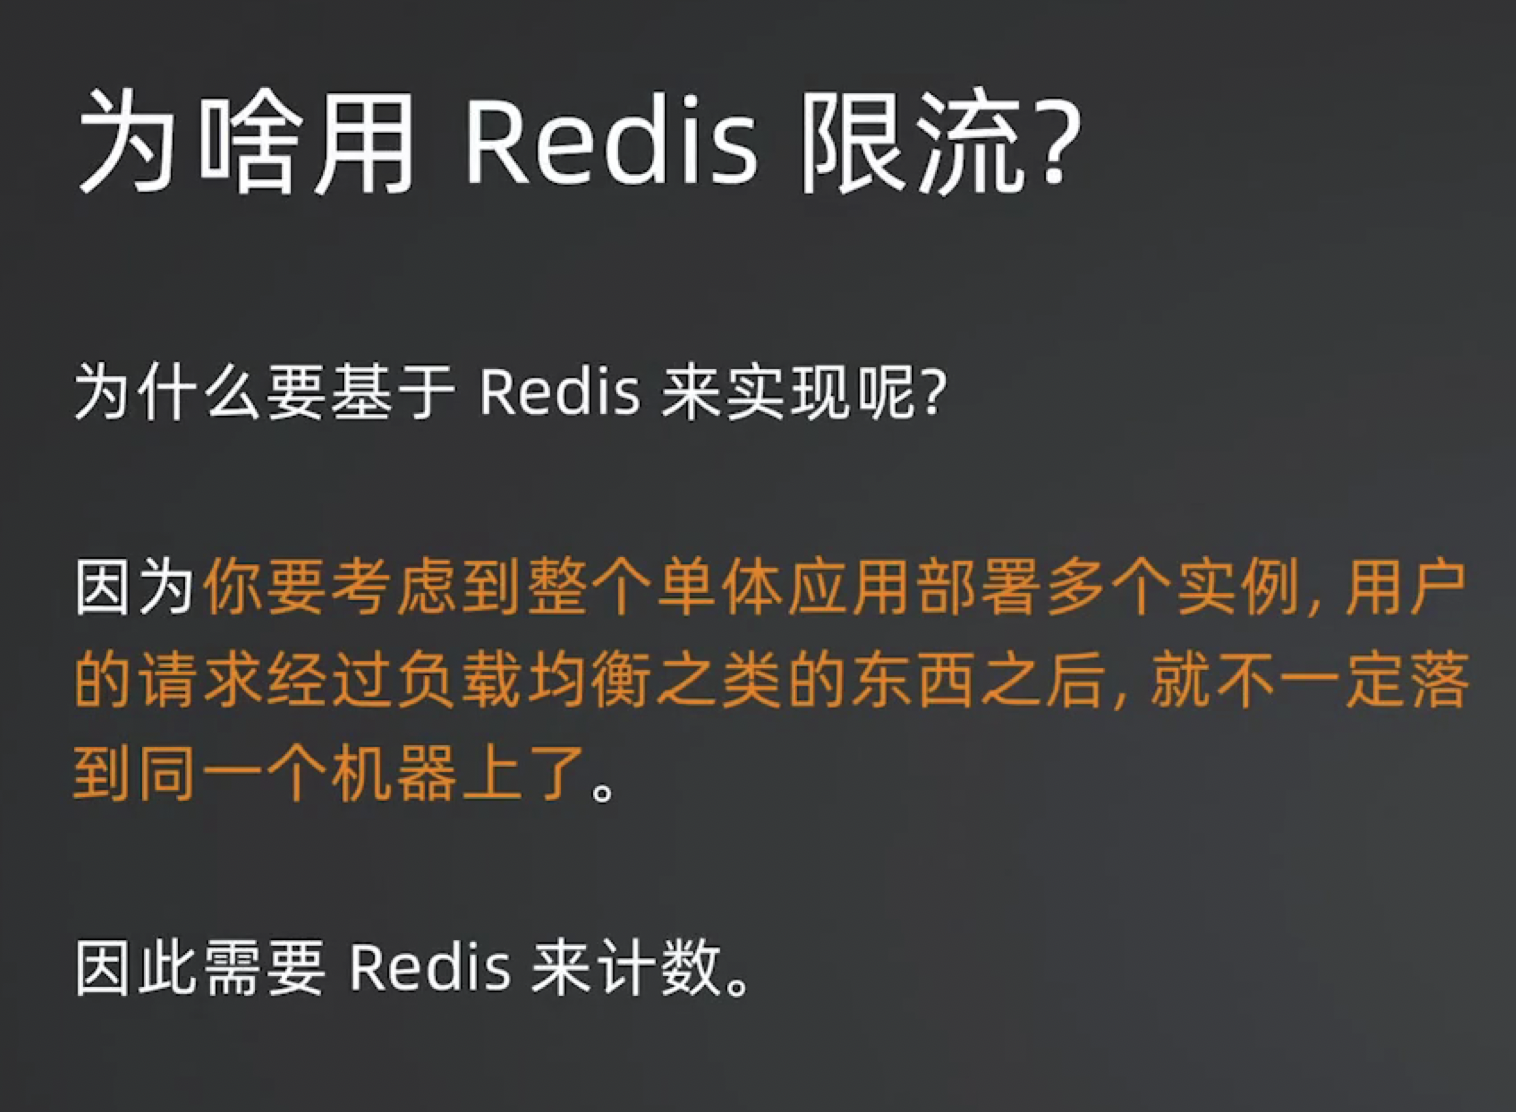 为啥用 Redis 限流?
为什么要基于 Redis 来实现呢?
因为你要考虑到整个单体应用部署多个实例, 用户
的请求经过负载均衡之类的东西之后, 就不一定落
到同一个机器上了。
因此需要 Redis 来计数。